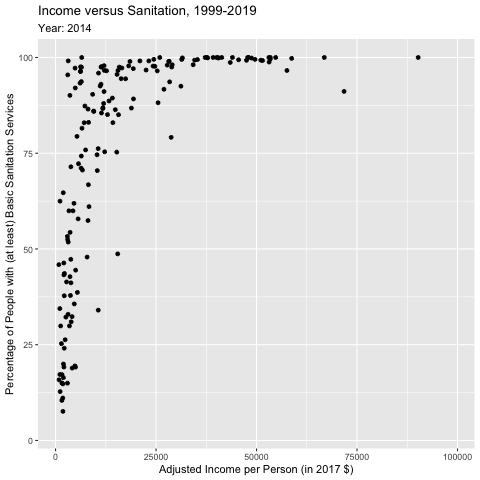 Income versus Sanitation, 1999-2019
Year: 2014
Percentage of People with (at least) Basic Sanitation Services
100
75
50
25
0
0 25000 50000 75000 100000
Adjusted Income per Person (in 2017 $)